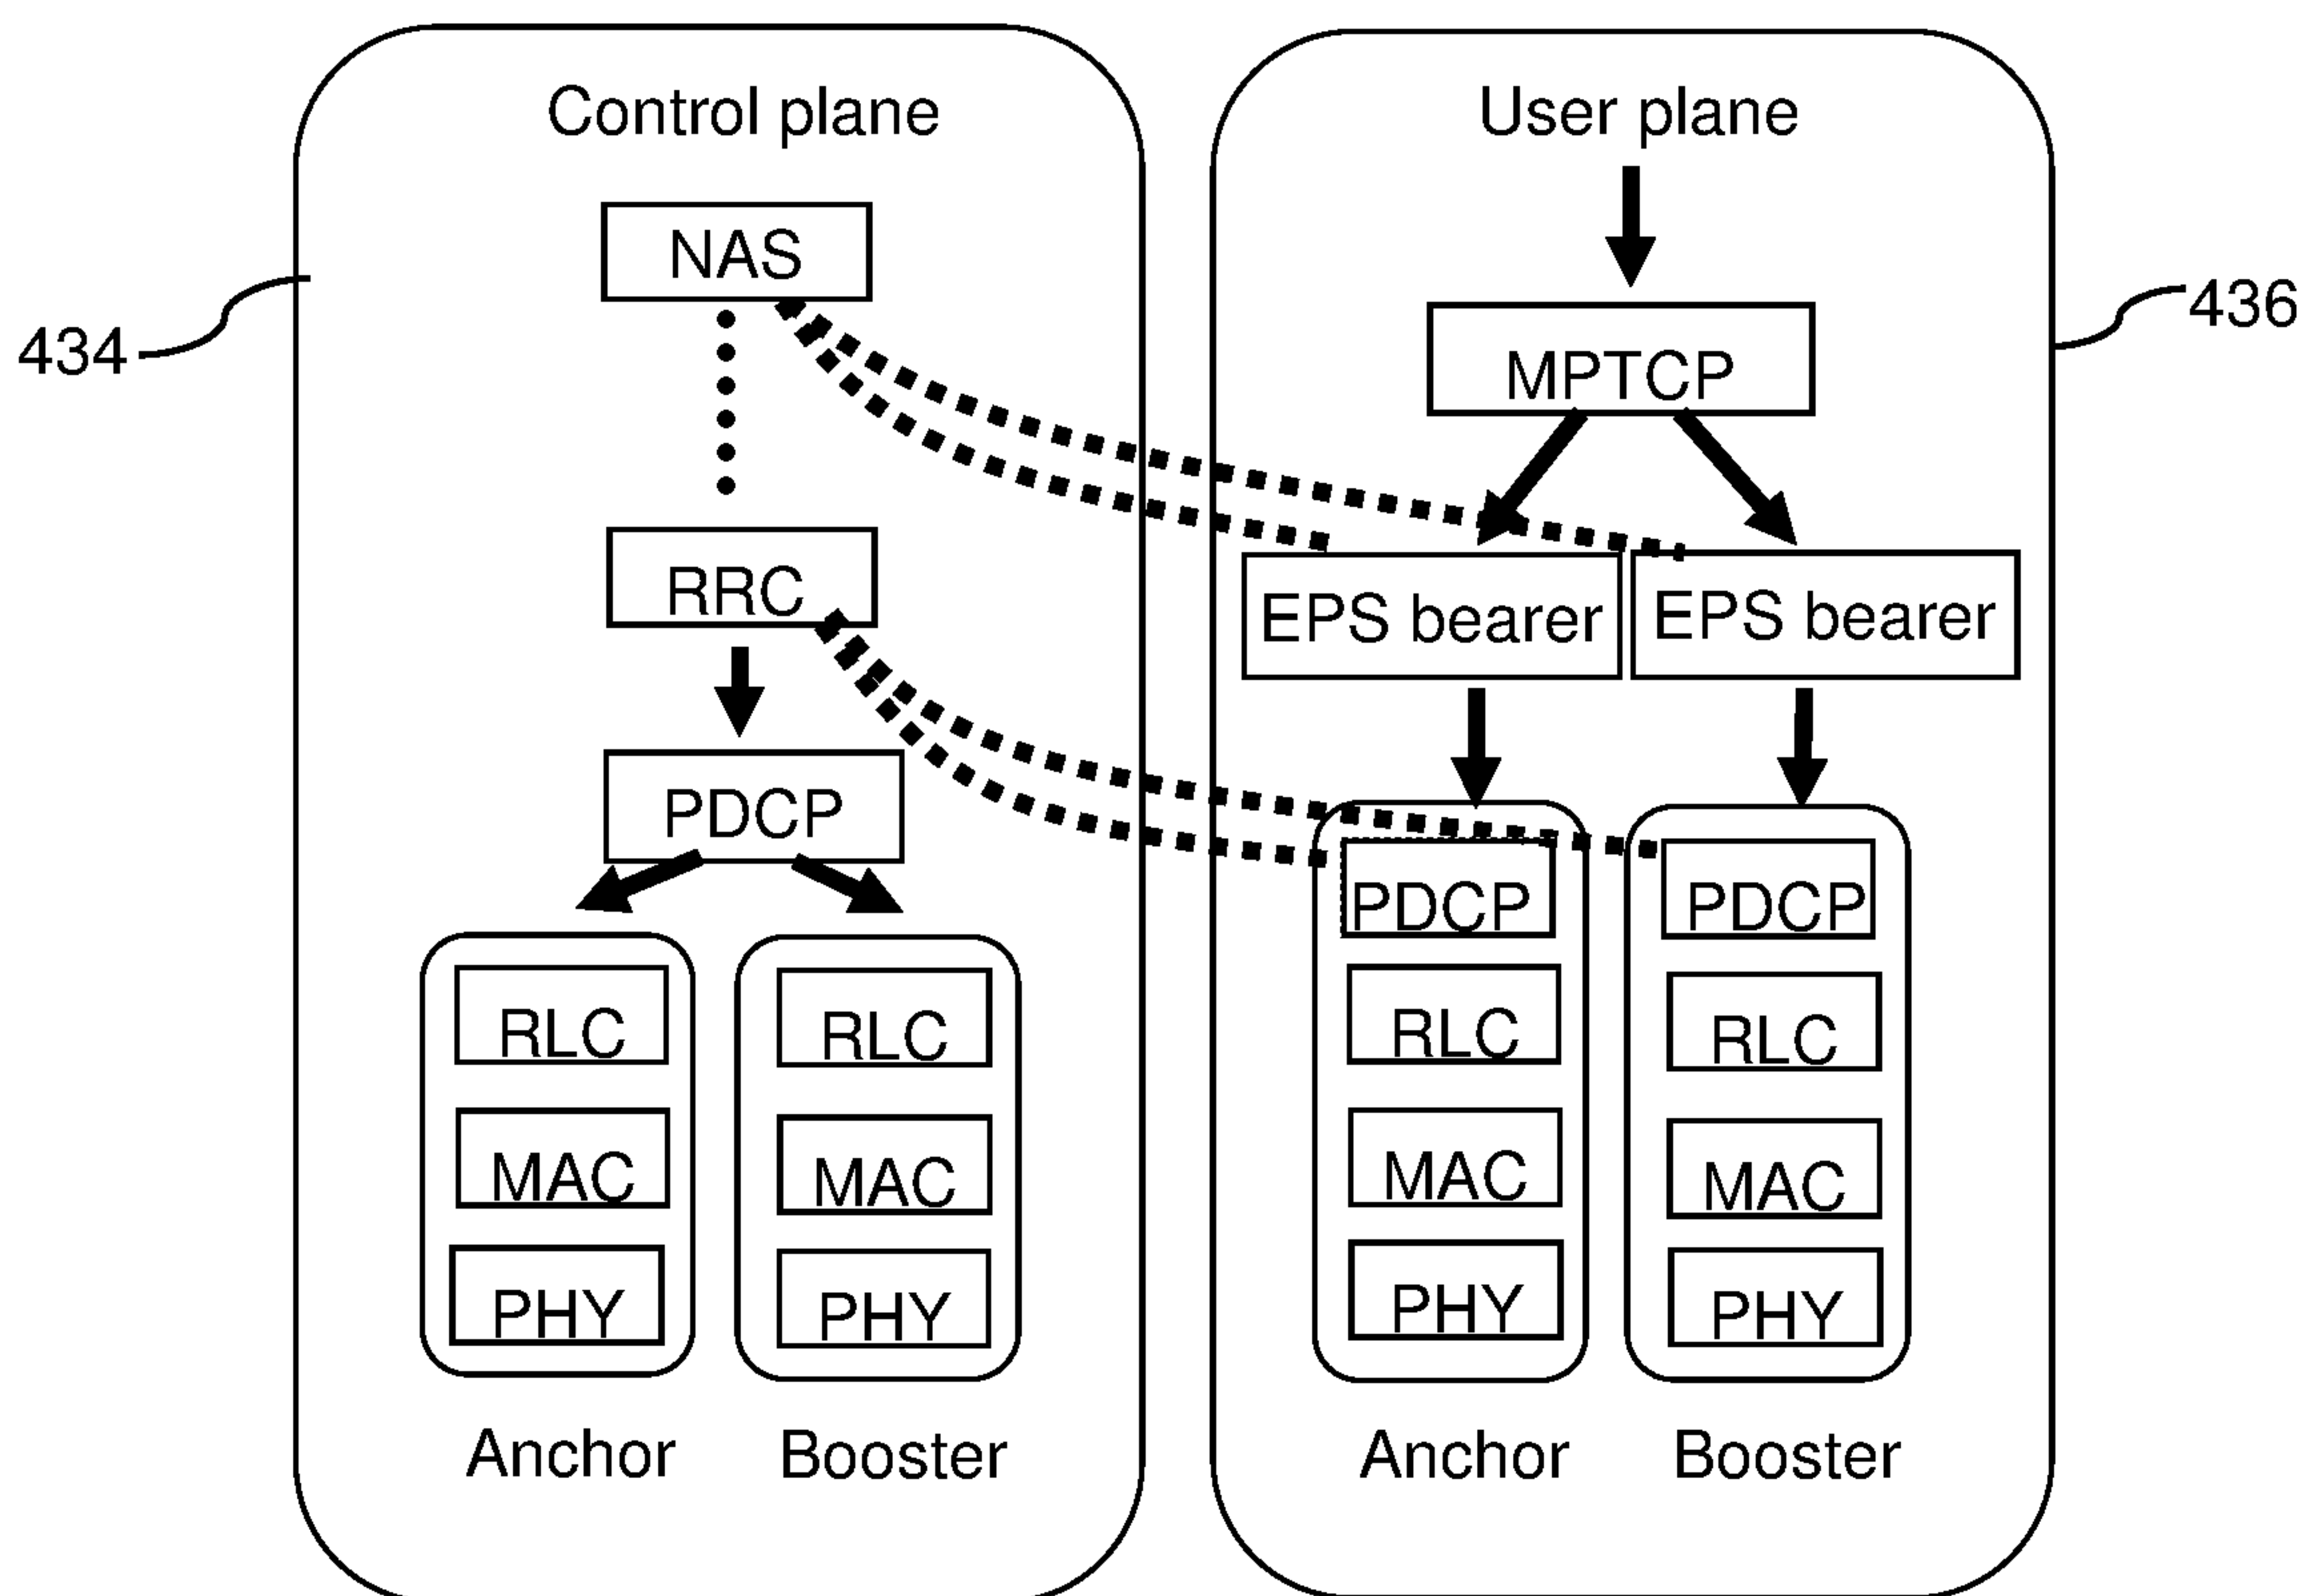 Control plane
NAS
434
RRC
PDCP
RLC
RLC
MAC
MAC
PHY
PHY
Anchor
Booster
User plane
436
MPTCP
EPS bearer
EPS bearer
PDCP
PDCP
RLC
RLC
MAC
MAC
PHY
PHY
Anchor
Booster